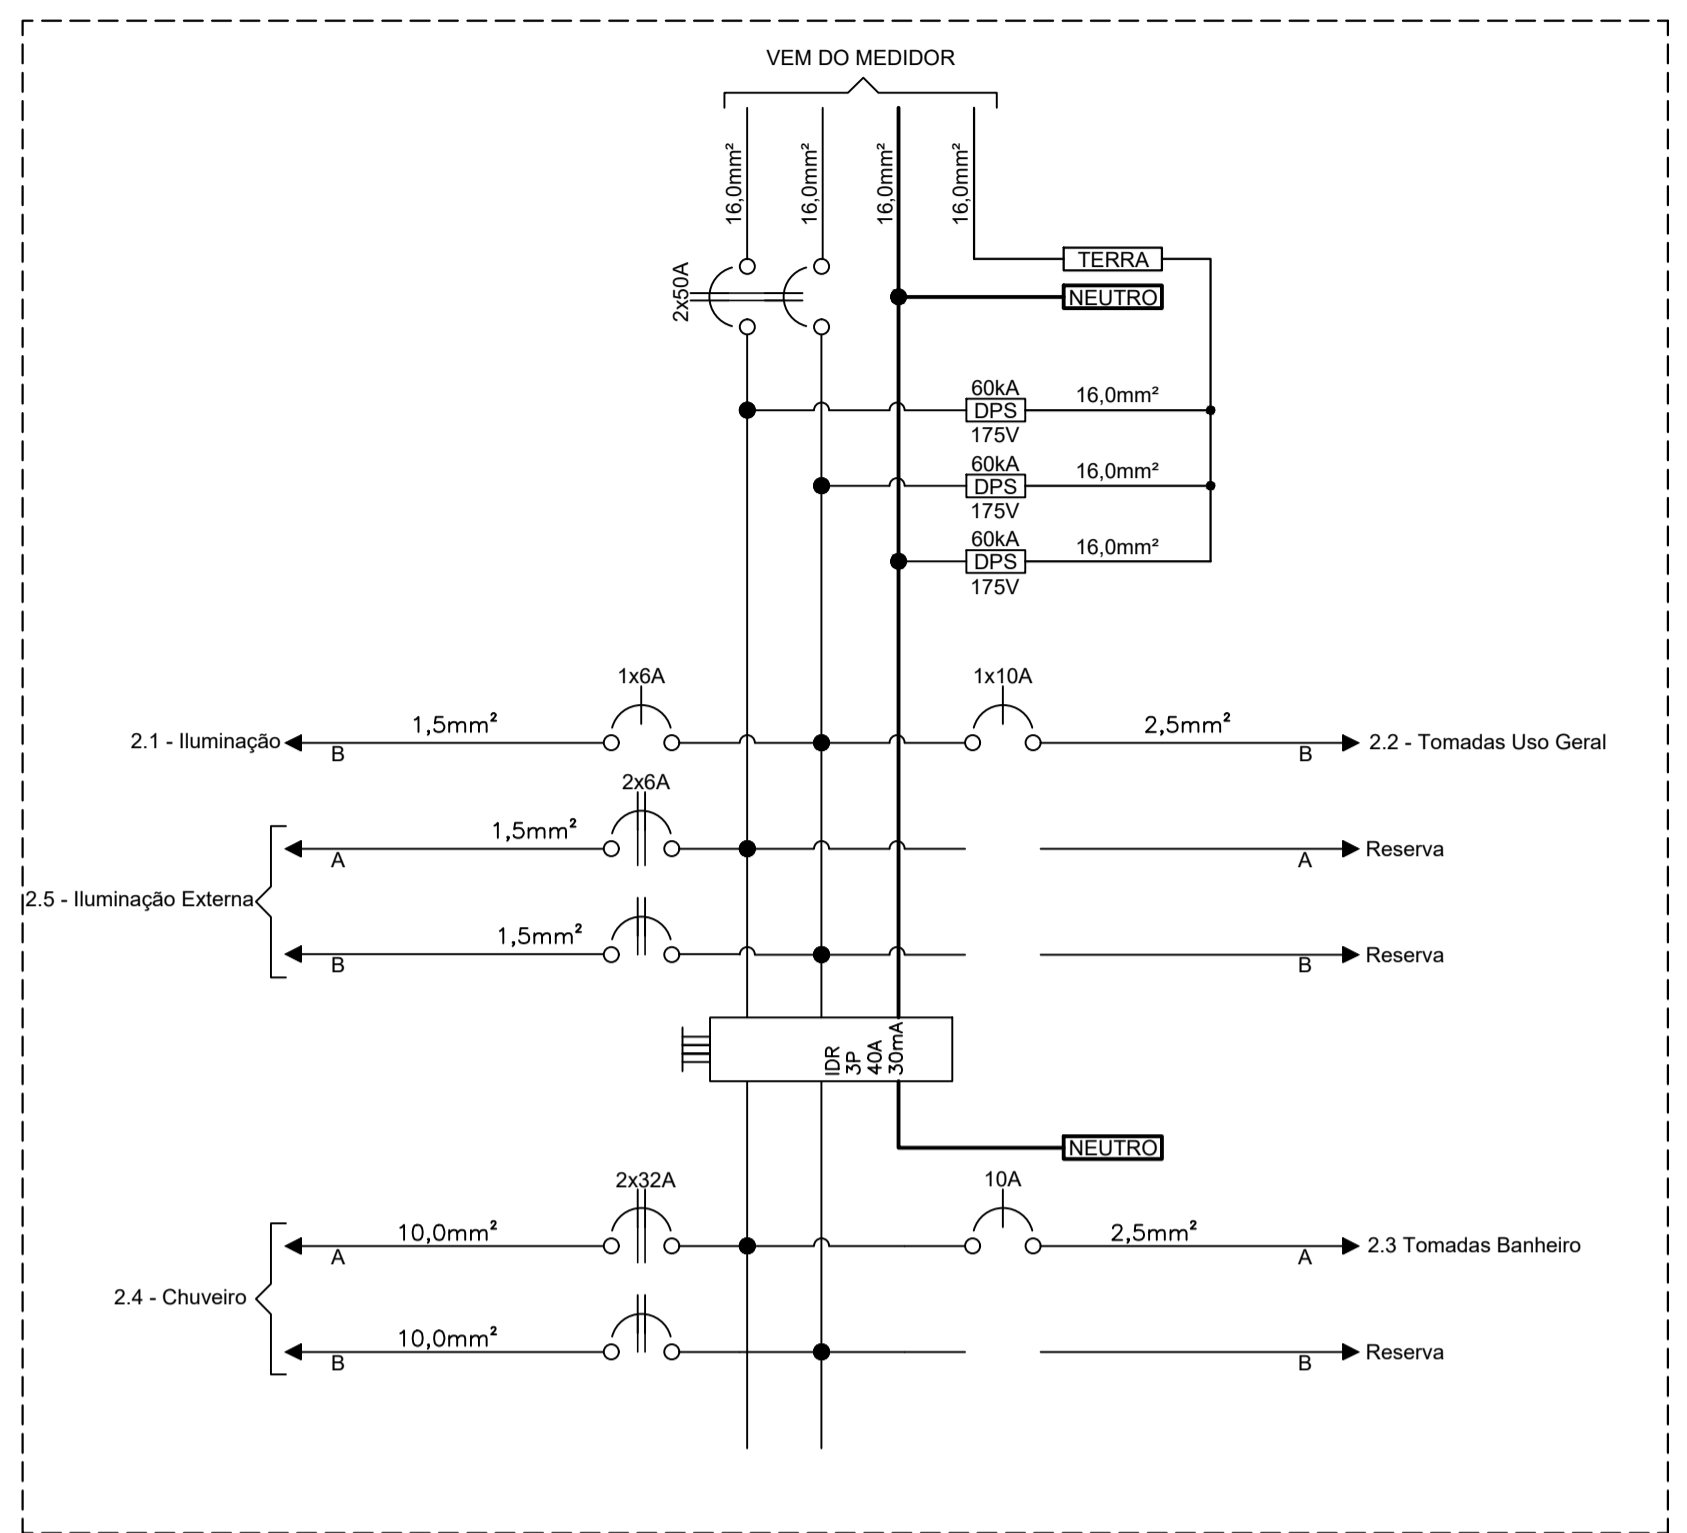 VEM DO MEDIDOR
16,0mm²
16,0mm²
16,0mm²
16,0mm²
TERRA
2x50A
NEUTRO
60kA
DPS
175V
16,0mm²
60kA
DPS
175V
16,0mm²
60kA
DPS
175V
16,0mm²
1x6A
1x10A
2.1 - Iluminação
1,5mm²
B
2,5mm²
B
2.2 - Tomadas Uso Geral
2x6A
1,5mm²
A
A
Reserva
2.5 - Iluminação Externa
1,5mm²
B
B
Reserva
IDR
3P
40A
30mA
NEUTRO
2x32A
10A
10,0mm²
A
2,5mm²
A
2.3 Tomadas Banheiro
2.4 - Chuveiro
10,0mm²
B
B
Reserva